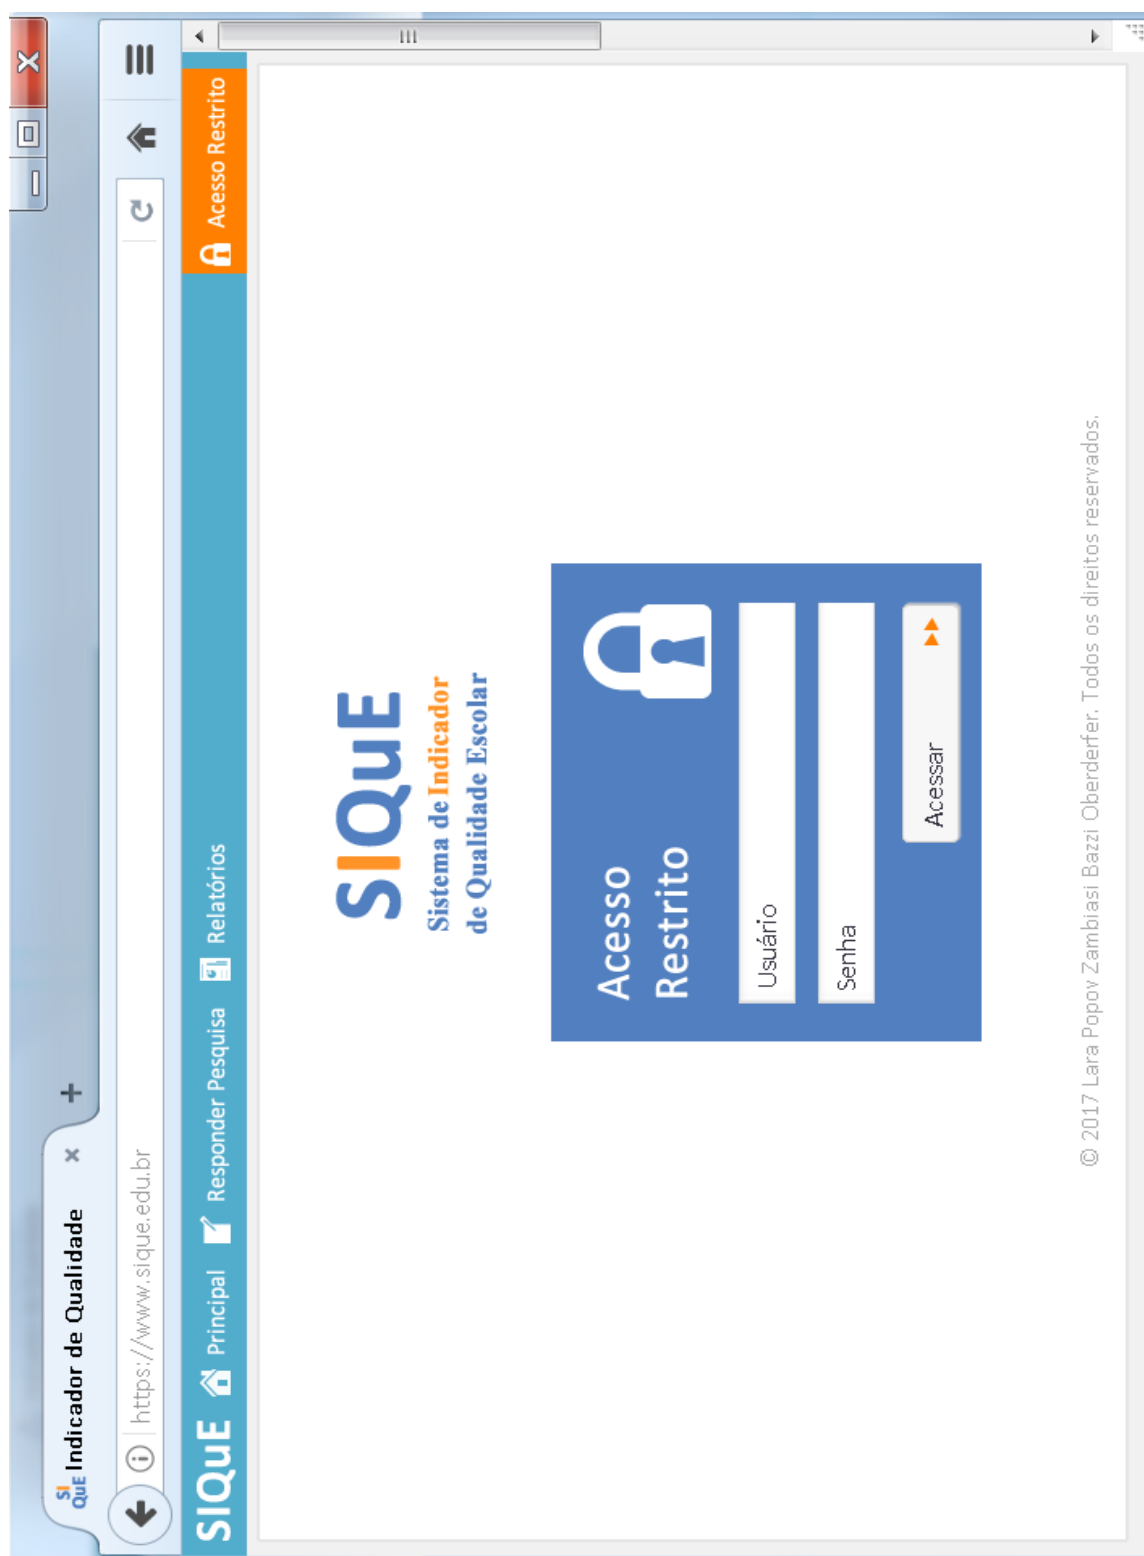 SIQuE Indicador de Qualidade
https://www.sique.edu.br
SIQuE Principal Responder Pesquisa Relatórios Acesso Restrito
SIQuE
Sistema de Indicador
de Qualidade Escolar
Acesso
Restrito
Usuário
Senha
Acessar
© 2017 Lara Popov Zambiasi Bazzi Oberderfer. Todos os direitos reservados.